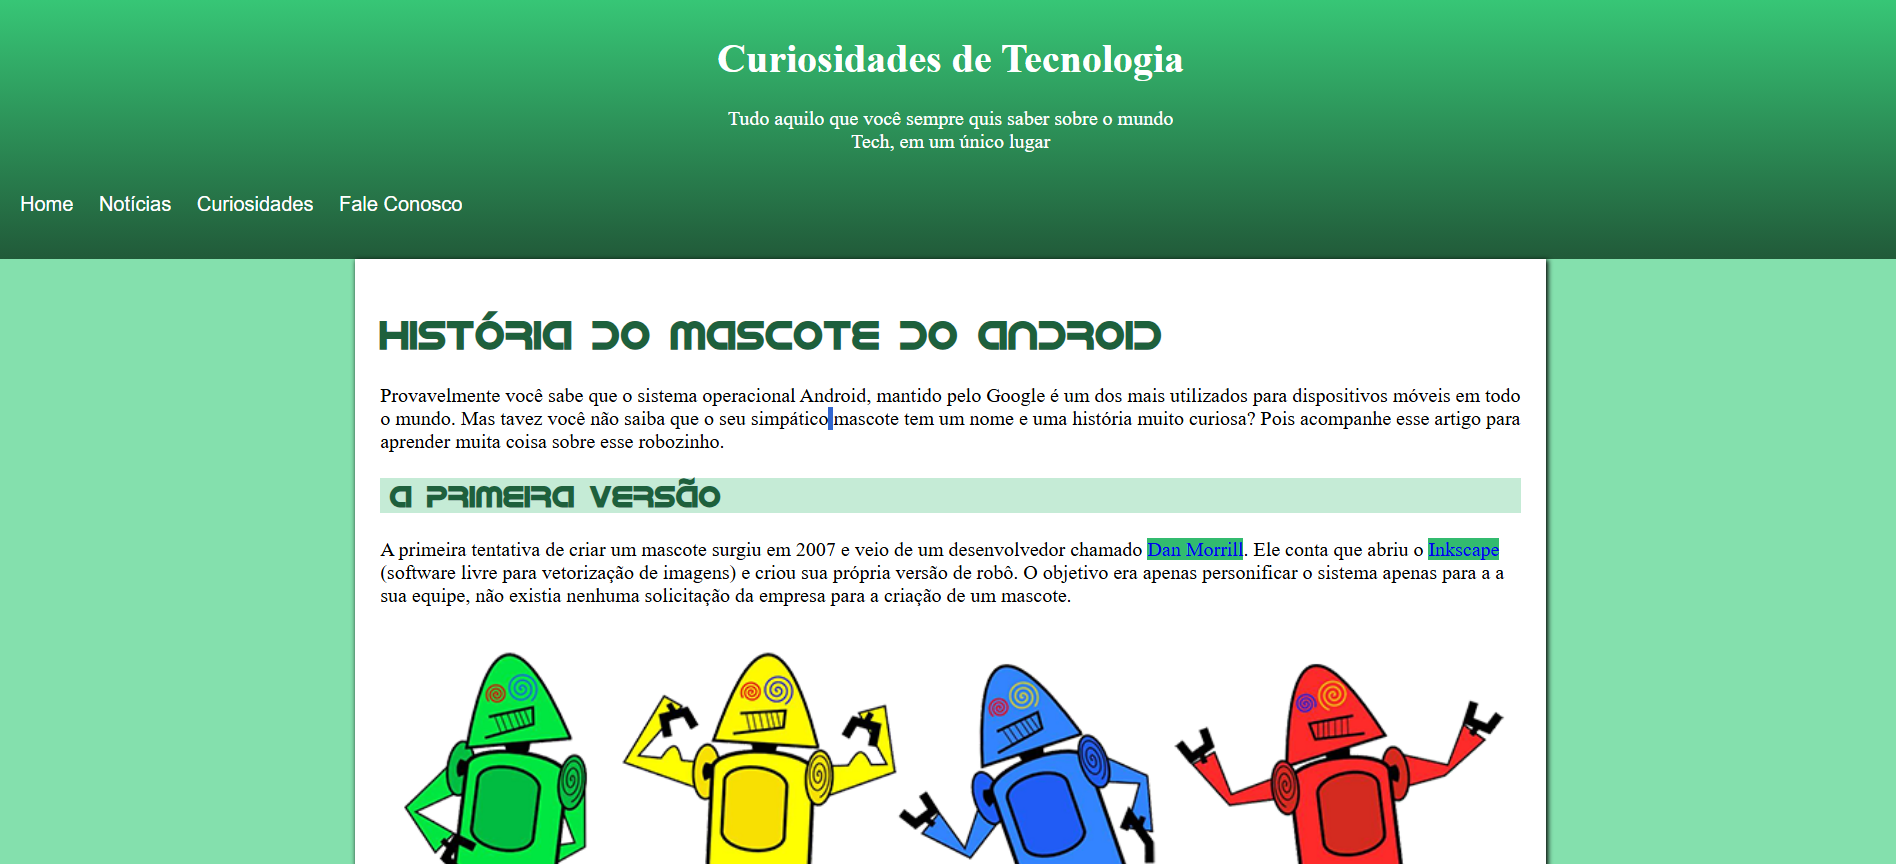 Curiosidades de Tecnologia
Tudo aquilo que você sempre quis saber sobre o mundo
Tech, em um único lugar
Home Notícias Curiosidades Fale Conosco
História do Mascote do Android
Provavelmente você sabe que o sistema operacional Android, mantido pelo Google é um dos mais utilizados para dispositivos móveis em todo
o mundo. Mas tavez você não saiba que o seu simpático mascote tem um nome e uma história muito curiosa? Pois acompanhe esse artigo para
aprender muita coisa sobre esse robozinho.
A primeira versão
A primeira tentativa de criar um mascote surgiu em 2007 e veio de um desenvolvedor chamado Dan Morrill. Ele conta que abriu o Inkscape
(software livre para vetorização de imagens) e criou sua própria versão de robô. O objetivo era apenas personificar o sistema apenas para a a
sua equipe, não existia nenhuma solicitação da empresa para a criação de um mascote.